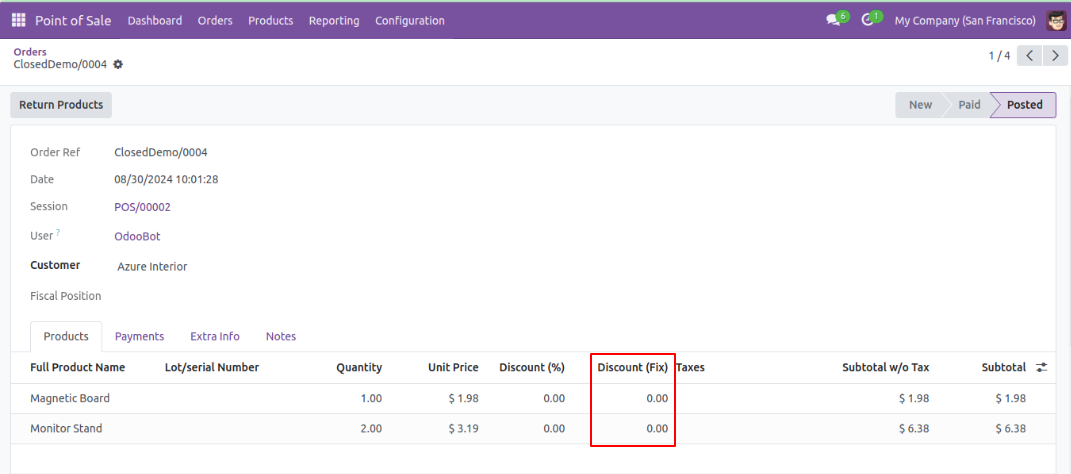 Point of Sale Dashboard Orders Products Reporting Configuration 6 1 My Company (San Francisco)
Orders
ClosedDemo/0004 1 / 4
Return Products New Paid Posted
Order Ref ClosedDemo/0004
Date 08/30/2024 10:01:28
Session POS/00002
User ? OdooBot
Customer Azure Interior
Fiscal Position
Products Payments Extra Info Notes
Full Product Name Lot/serial Number Quantity Unit Price Discount (%) Discount (Fix) Taxes Subtotal w/o Tax Subtotal
Magnetic Board 1.00 $ 1.98 0.00 0.00 $ 1.98 $ 1.98
Monitor Stand 2.00 $ 3.19 0.00 0.00 $ 6.38 $ 6.38